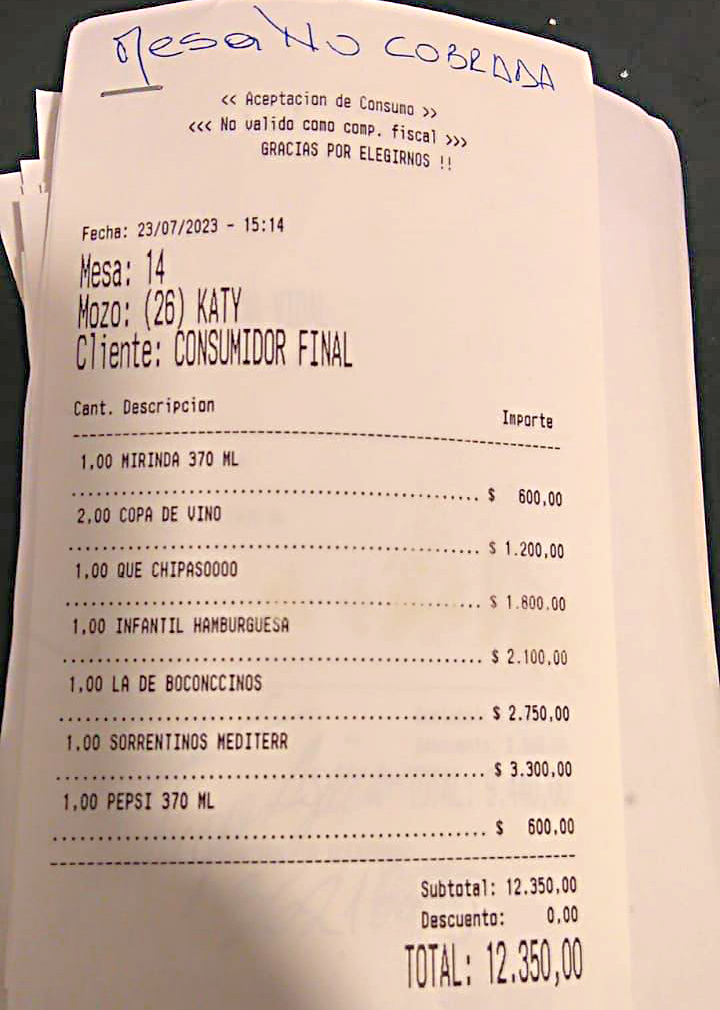 Mesa No COBRADA
<< Aceptacion de Consumo >>
<<< No valido como comp. fiscal >>>
GRACIAS POR ELEGIRNOS !!
Fecha: 23/07/2023 - 15:14
Mesa: 14
Mozo: (26) KATY
Cliente: CONSUMIDOR FINAL
Cant. Descripcion Importe
1,00 MIRINDA 370 ML
$ 600,00
2,00 COPA DE VINO
$ 1.200,00
1,00 QUE CHIPASOOOO
$ 1.800,00
1,00 INFANTIL HAMBURGUESA
$ 2.100,00
1,00 LA DE BOCONCCINOS
$ 2.750,00
1,00 SORRENTINOS MEDITERR
$ 3.300,00
1,00 PEPSI 370 ML
$ 600,00
Subtotal: 12.350,00
Descuento: 0,00
TOTAL: 12.350,00